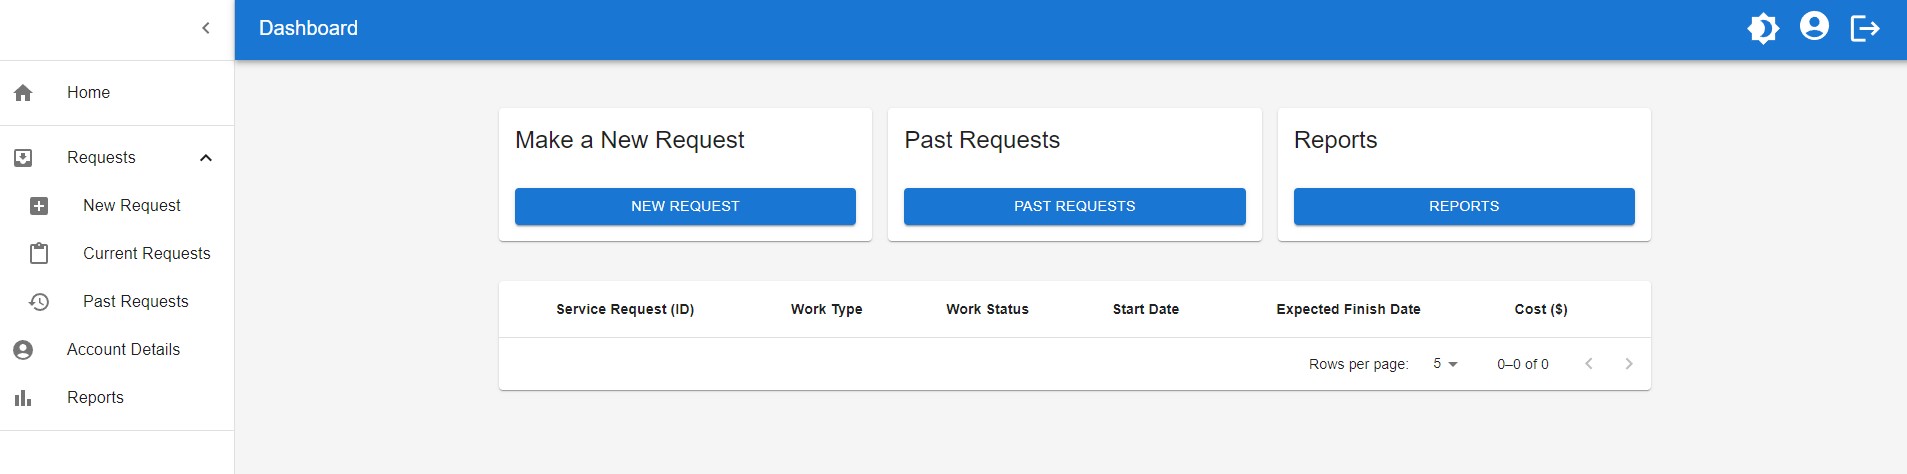 Dashboard
Home
Requests
New Request
Current Requests
Past Requests
Account Details
Reports
Make a New Request
NEW REQUEST
Past Requests
PAST REQUESTS
Reports
REPORTS
Service Request (ID) Work Type Work Status Start Date Expected Finish Date Cost ($)
Rows per page: 5 0–0 of 0